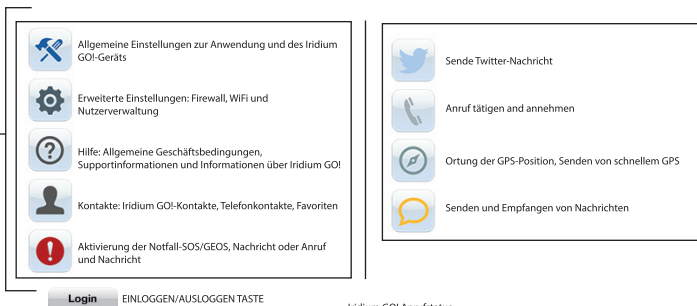 Allgemeine Einstellungen zur Anwendung und des Iridium
GO!-Geräts
Erweiterte Einstellungen: Firewall, WiFi und
Nutzerverwaltung
Hilfe: Allgemeine Geschäftsbedingungen,
Supportinformationen und Informationen über Iridium GO!
Kontakte: Iridium GO!-Kontakte, Telefonkontakte, Favoriten
Aktivierung der Notfall-SOS/GEOS, Nachricht oder Anruf
und Nachricht
Login EINLOGGEN/AUSLOGGEN TASTE
Sende Twitter-Nachricht
Anruf tätigen and annehmen
Ortung der GPS-Position, Senden von schnellem GPS
Senden und Empfangen von Nachrichten
Iridium GO! Anrufstatus